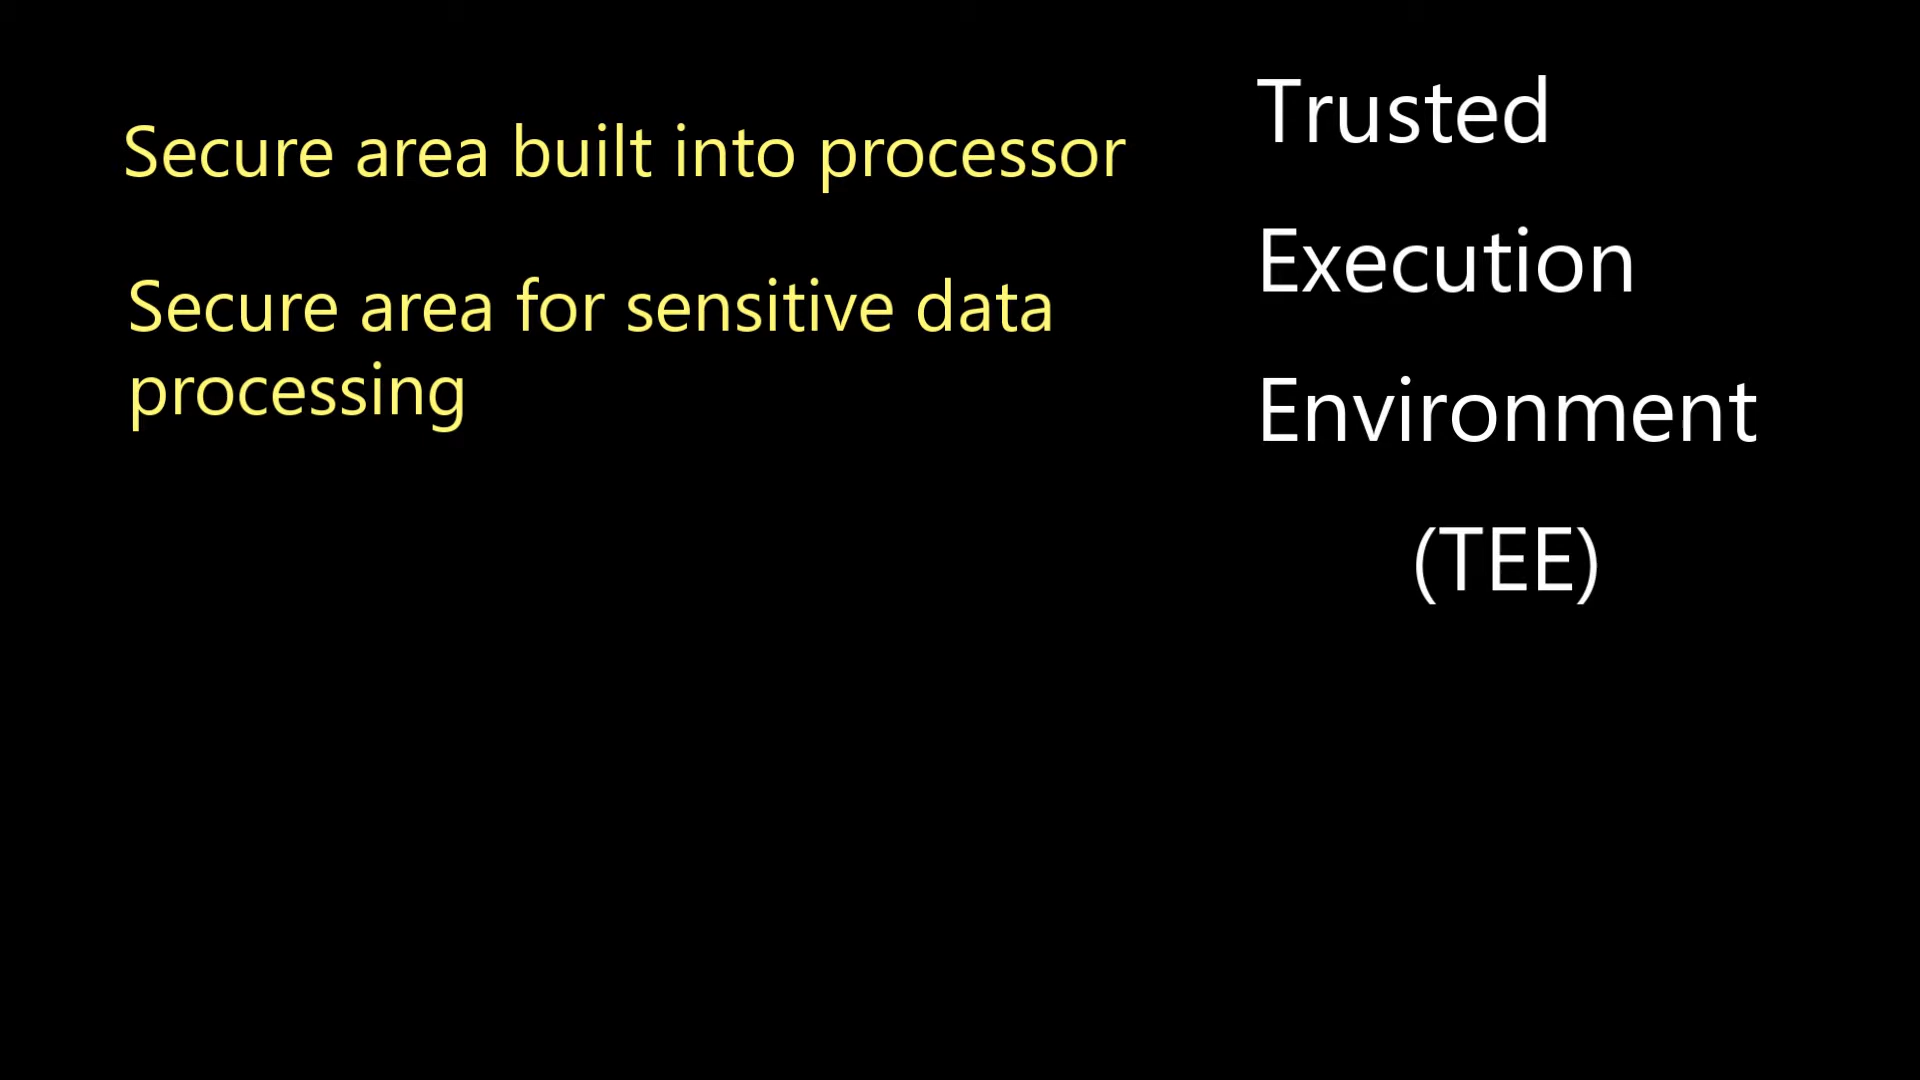 Secure area built into processor
Secure area for sensitive data
processing
Trusted
Execution
Environment
(TEE)